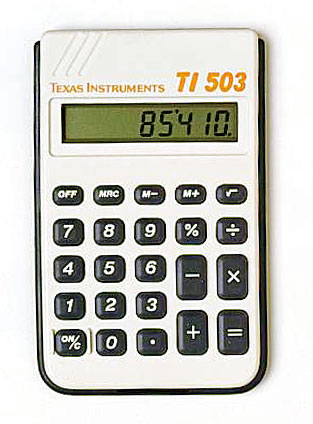 TEXAS INSTRUMENTS TI 503
85'410.
OFF MRC M− M+ √
7 8 9 % ÷
4 5 6 − ×
1 2 3
ON/C 0 · + =